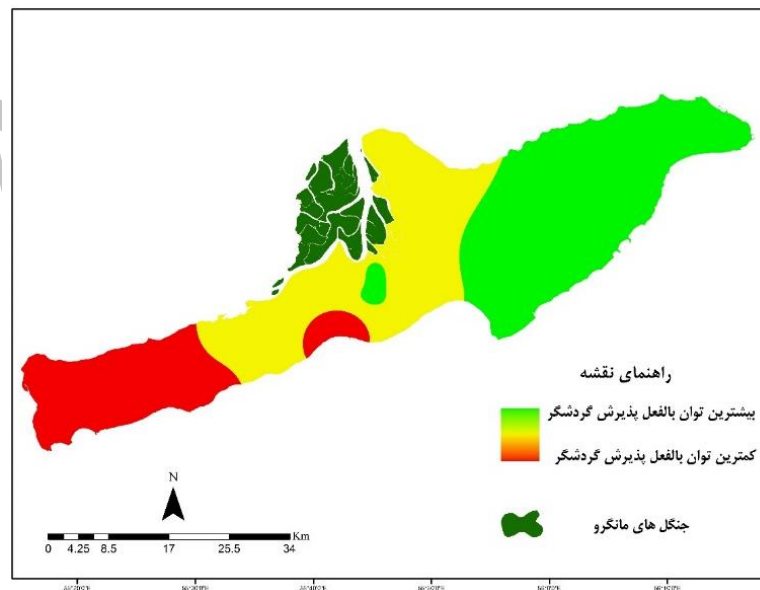 راهنمای نقشه
بیشترین توان بالفعل پذیرش گردشگر
کمترین توان بالفعل پذیرش گردشگر
جنگل های مانگرو
N
Km
0 4.25 8.5 17 25.5 34